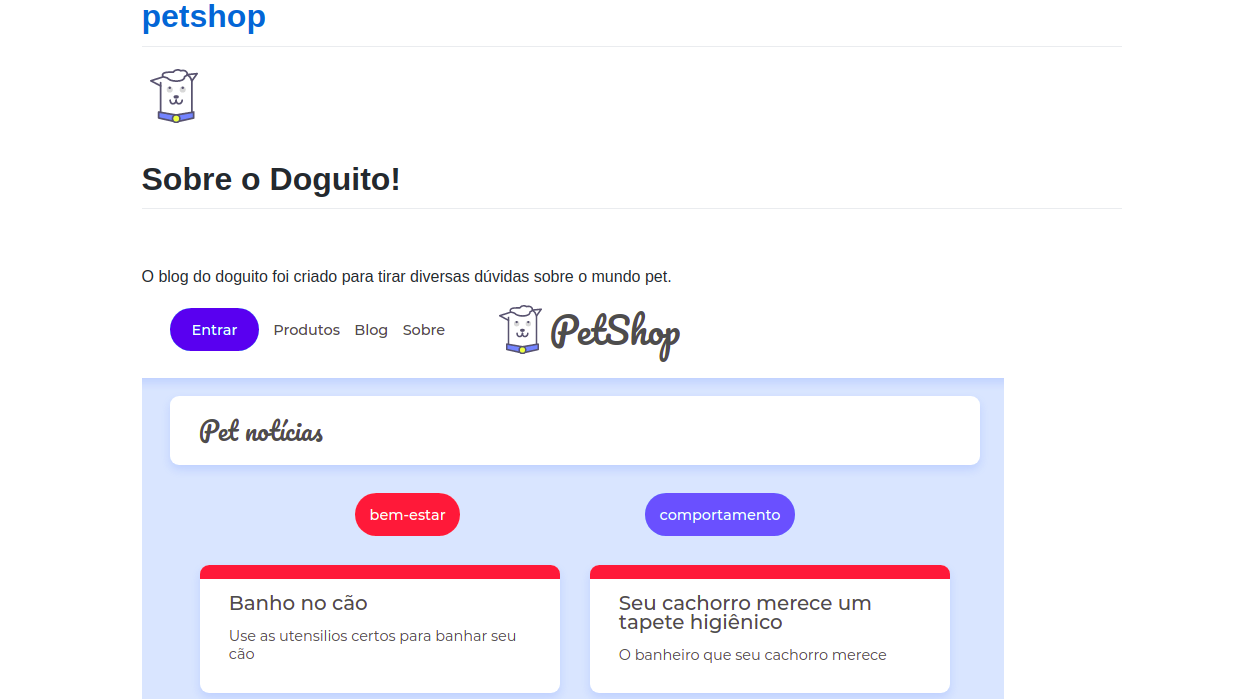 petshop
Sobre o Doguito!
O blog do doguito foi criado para tirar diversas dúvidas sobre o mundo pet.
Entrar Produtos Blog Sobre PetShop
Pet notícias
bem-estar comportamento
Banho no cão
Use as utensilios certos para banhar seu
cão
Seu cachorro merece um
tapete higiênico
O banheiro que seu cachorro merece